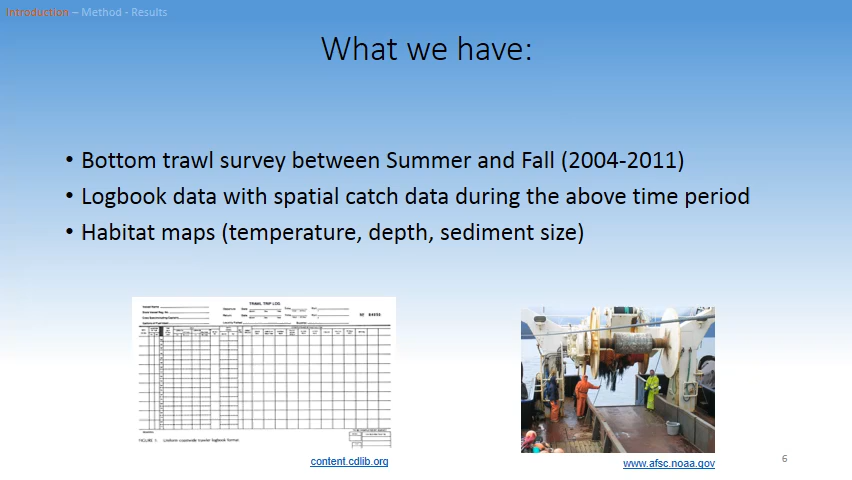 Introduction – Method - Results
What we have:
• Bottom trawl survey between Summer and Fall (2004-2011)
• Logbook data with spatial catch data during the above time period
• Habitat maps (temperature, depth, sediment size)
TRAWL TRIP LOG
content.cdlib.org
www.afsc.noaa.gov
6